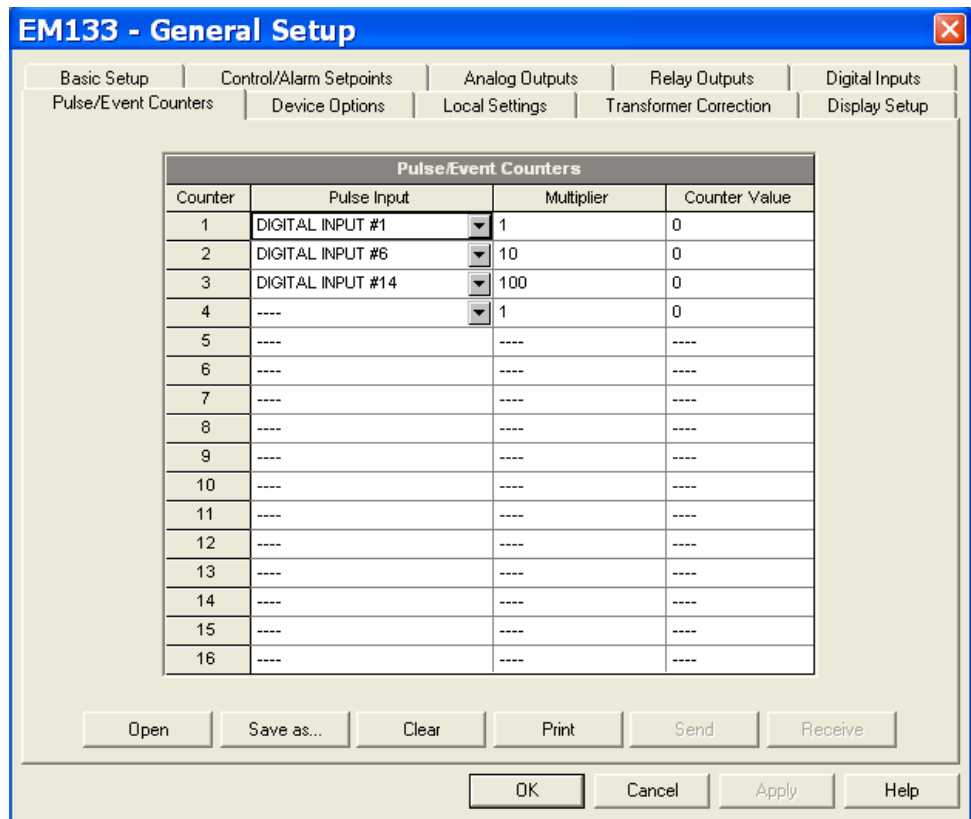 EM133 - General Setup
Basic Setup Control/Alarm Setpoints Analog Outputs Relay Outputs Digital Inputs
Pulse/Event Counters Device Options Local Settings Transformer Correction Display Setup
Pulse/Event Counters
Counter Pulse Input Multiplier Counter Value
1 DIGITAL INPUT #1 1 0
2 DIGITAL INPUT #6 10 0
3 DIGITAL INPUT #14 100 0
4 ---- 1 0
5 ---- ---- ----
6 ---- ---- ----
7 ---- ---- ----
8 ---- ---- ----
9 ---- ---- ----
10 ---- ---- ----
11 ---- ---- ----
12 ---- ---- ----
13 ---- ---- ----
14 ---- ---- ----
15 ---- ---- ----
16 ---- ---- ----
Open Save as... Clear Print Send Receive
OK Cancel Apply Help